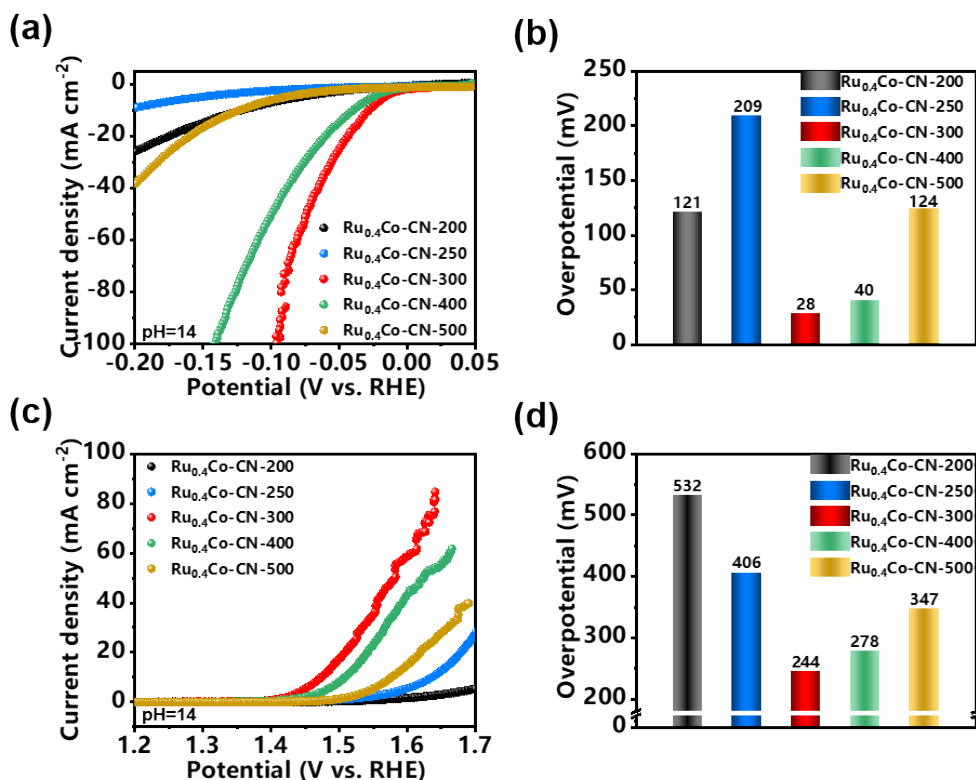 (a)
0
-20
-40
-60
-80
-100
Current density (mA cm⁻²)
Ru₀.₄Co-CN-200
Ru₀.₄Co-CN-250
Ru₀.₄Co-CN-300
Ru₀.₄Co-CN-400
Ru₀.₄Co-CN-500
pH=14
-0.20 -0.15 -0.10 -0.05 0.00 0.05
Potential (V vs. RHE)
(b)
250
200
150
100
50
0
Overpotential (mV)
Ru₀.₄Co-CN-200
Ru₀.₄Co-CN-250
Ru₀.₄Co-CN-300
Ru₀.₄Co-CN-400
Ru₀.₄Co-CN-500
121
209
28
40
124
(c)
100
80
60
40
20
0
Current density (mA cm⁻²)
Ru₀.₄Co-CN-200
Ru₀.₄Co-CN-250
Ru₀.₄Co-CN-300
Ru₀.₄Co-CN-400
Ru₀.₄Co-CN-500
pH=14
1.2 1.3 1.4 1.5 1.6 1.7
Potential (V vs. RHE)
(d)
600
500
400
300
200
0
Overpotential (mV)
Ru₀.₄Co-CN-200
Ru₀.₄Co-CN-250
Ru₀.₄Co-CN-300
Ru₀.₄Co-CN-400
Ru₀.₄Co-CN-500
532
406
244
278
347